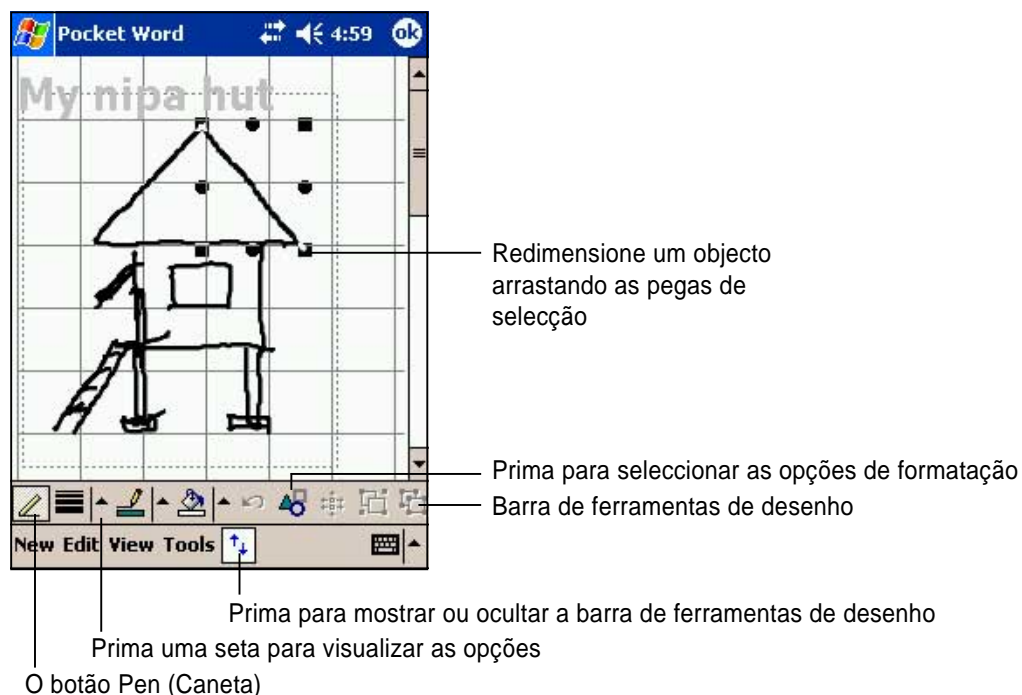 Pocket Word 4:59 ok
My nipa hut
Redimensione um objecto
arrastando as pegas de
selecção
Prima para seleccionar as opções de formatação
Barra de ferramentas de desenho
New Edit View Tools
Prima para mostrar ou ocultar a barra de ferramentas de desenho
Prima uma seta para visualizar as opções
O botão Pen (Caneta)